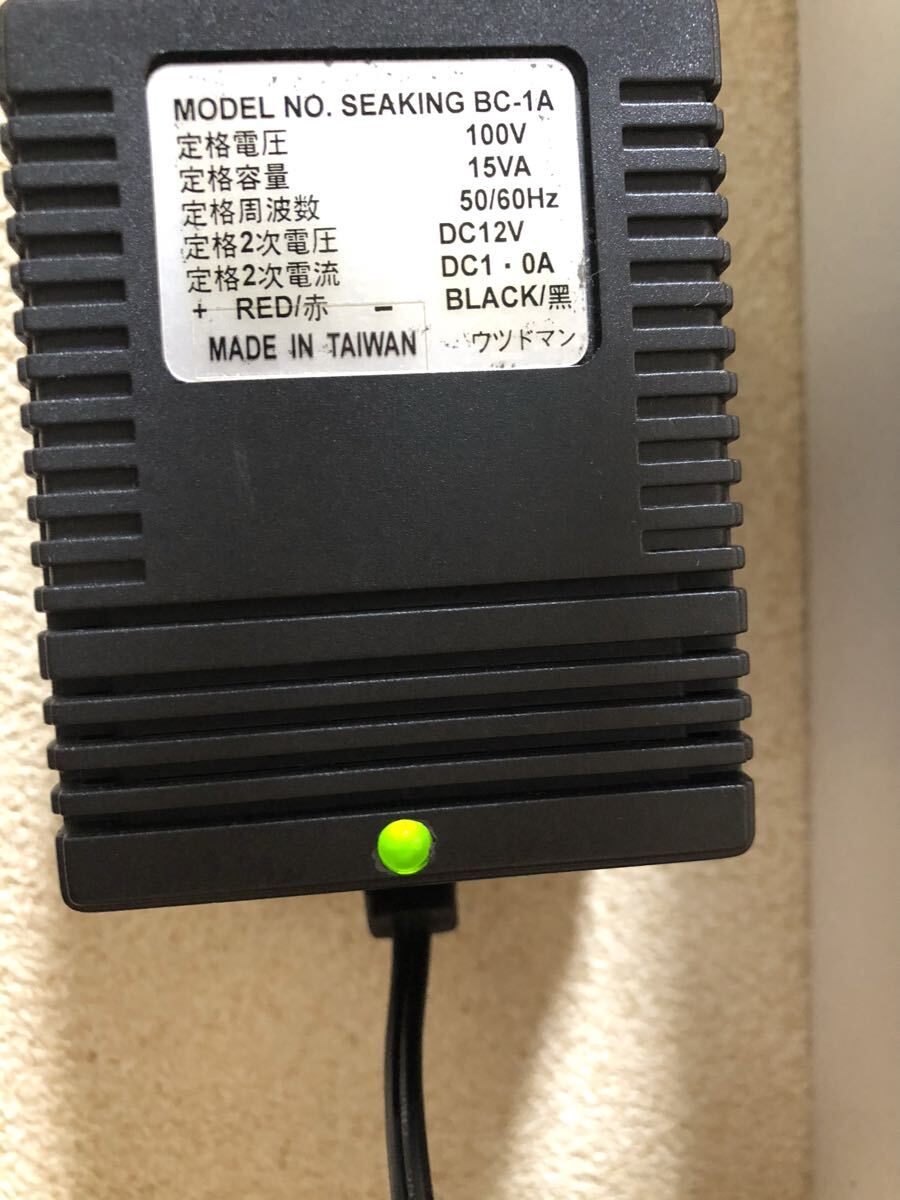 MODEL NO. SEAKING BC-1A
定格電圧 100V
定格容量 15VA
定格周波数 50/60Hz
定格2次電圧 DC12V
定格2次電流 DC1・0A
+ RED/赤 − BLACK/黑
MADE IN TAIWAN ウツドマン